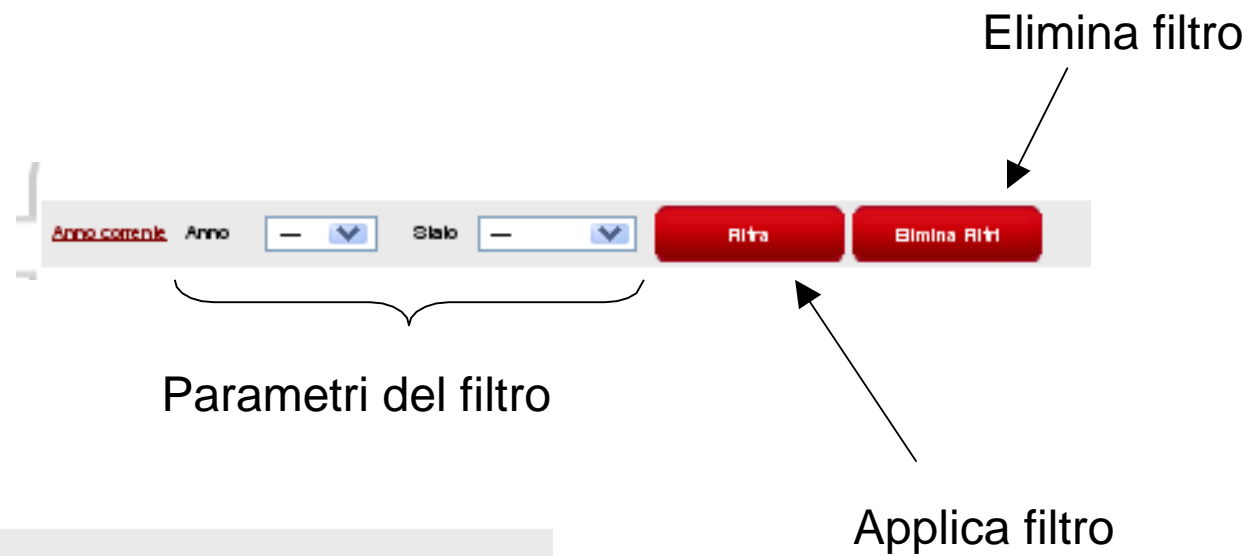 Elimina filtro
Anno corrente Anno — Stato — Filtra Elimina Filtri
Parametri del filtro
Applica filtro